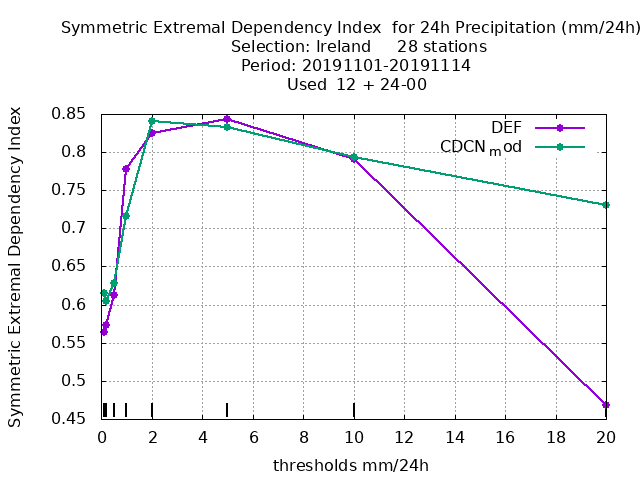 Symmetric Extremal Dependency Index for 24h Precipitation (mm/24h)
Selection: Ireland 28 stations
Period: 20191101-20191114
Used 12 + 24-00
Symmetric Extremal Dependency Index
0.85
0.8
0.75
0.7
0.65
0.6
0.55
0.5
0.45
DEF
CDCNmod
0 2 4 6 8 10 12 14 16 18 20
thresholds mm/24h